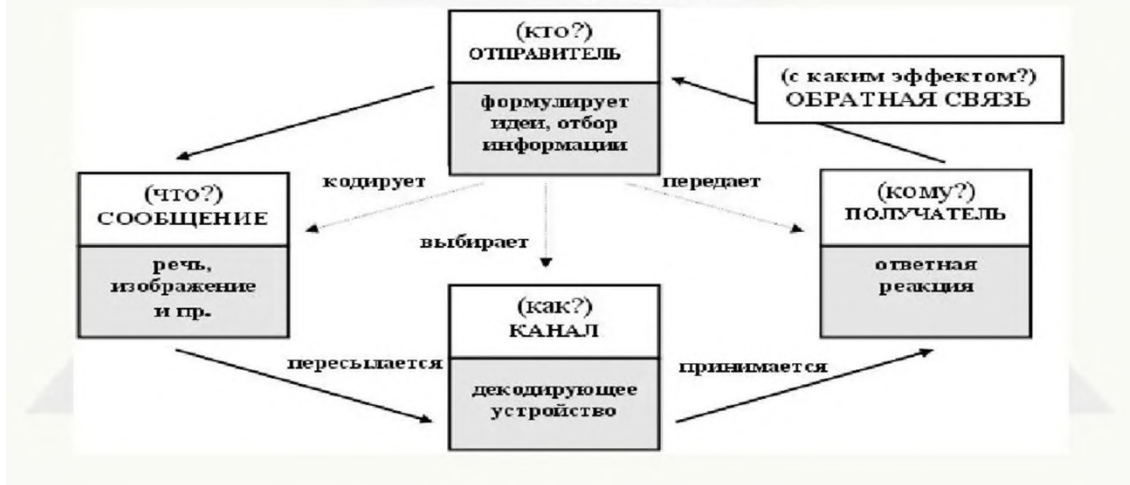 (кто?)
ОТПРАВИТЕЛЬ
формулирует
идеи, отбор
информации
(с каким эффектом?)
ОБРАТНАЯ СВЯЗЬ
кодирует
передает
выбирает
(что?)
СООБЩЕНИЕ
речь,
изображение
и пр.
(кому?)
ПОЛУЧАТЕЛЬ
ответная
реакция
(как?)
КАНАЛ
декодирующее
устройство
пересылается
принимается